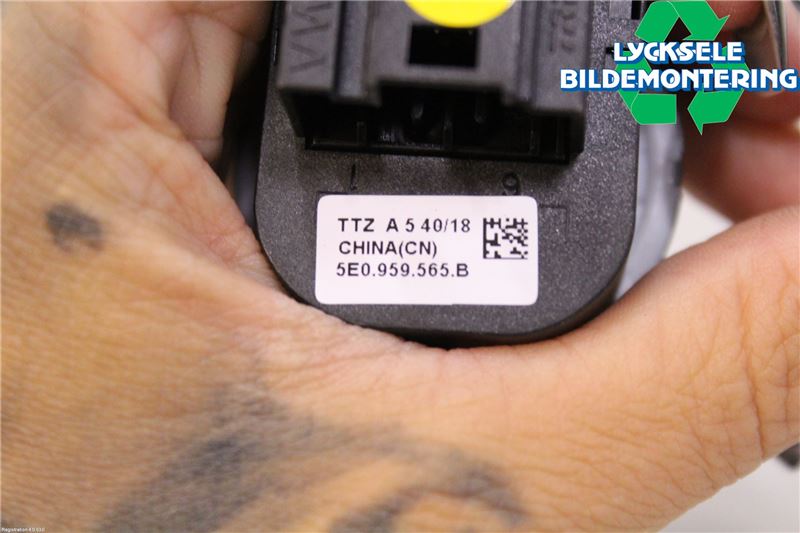 LYCKSELE
BILDEMONTERING
TTZ A 5 40/18
CHINA(CN)
5E0.959.565.B